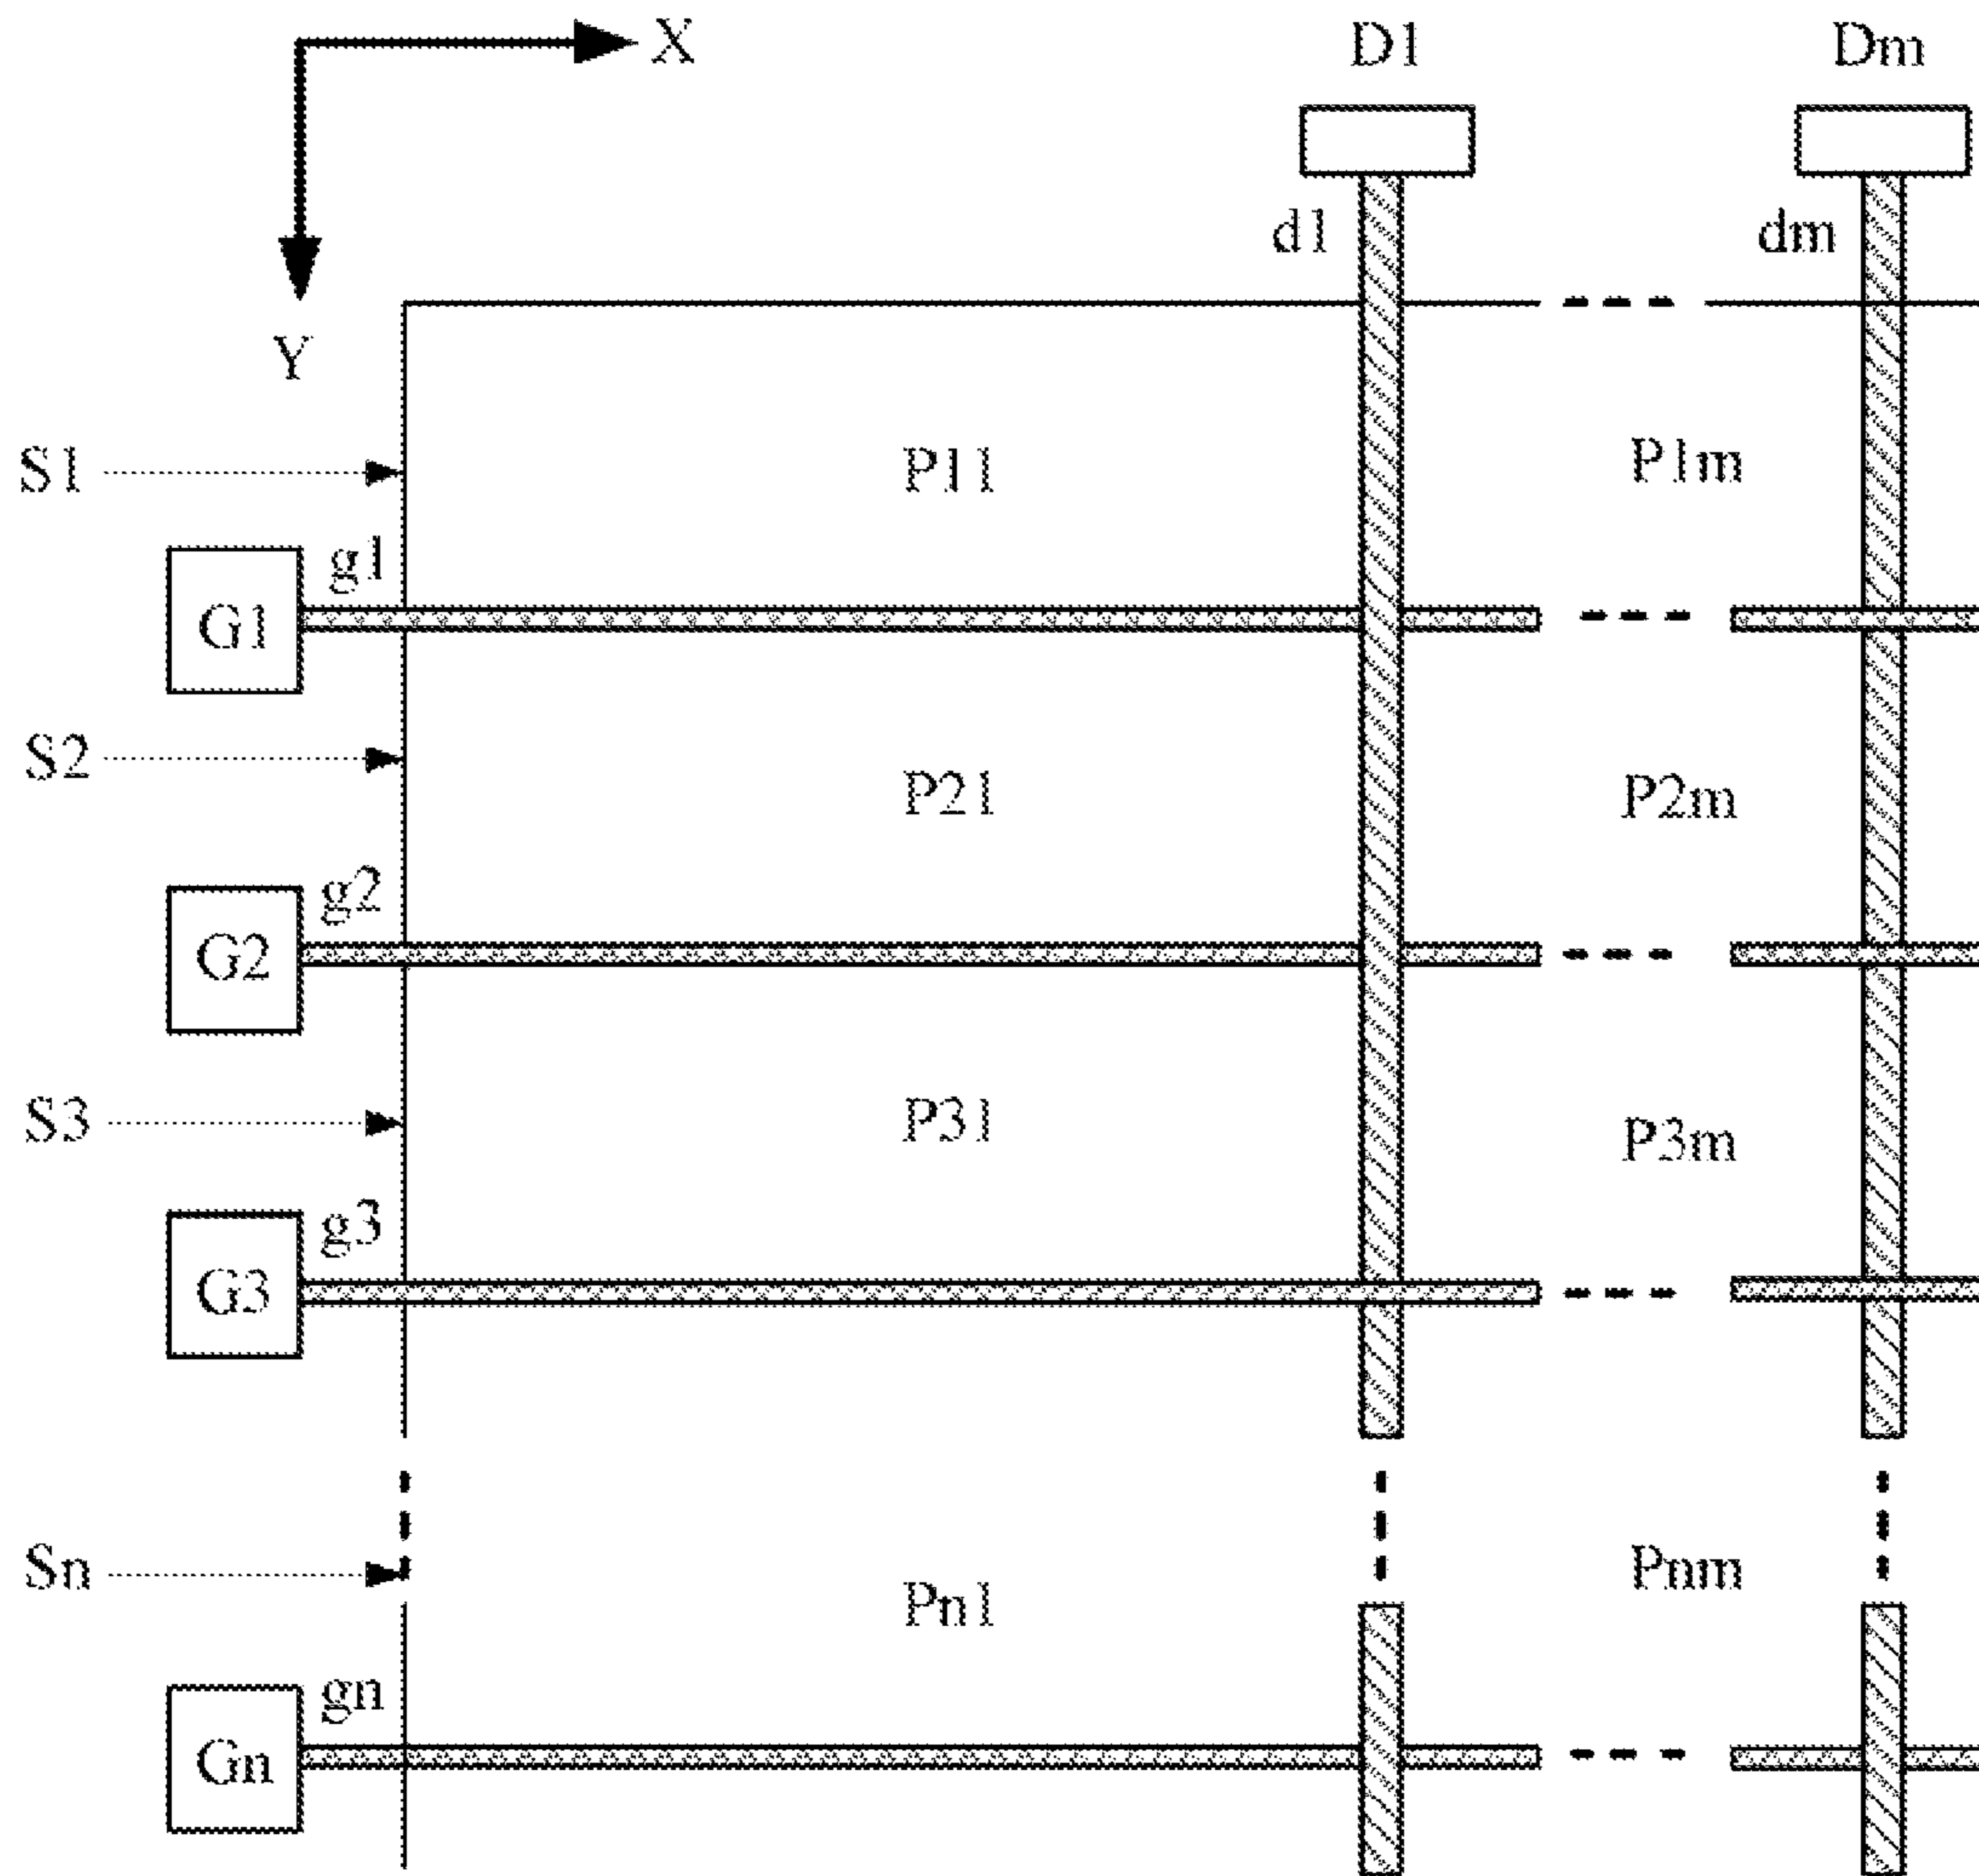 X D1 Dm
d1 dm
Y
S1 P11 P1m
g1
G1
S2 P21 P2m
g2
G2
S3 P31 P3m
g3
G3
Sn Pn1 Pnm
gn
Gn